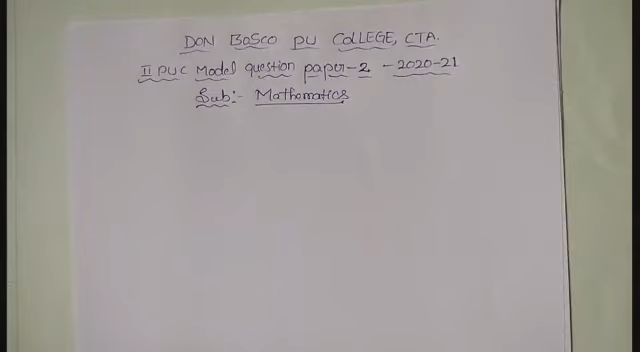 DON BOSCO PU COLLEGE, CTA.
II PUC Model question paper-2 - 2020-21
Sub:- Mathematics